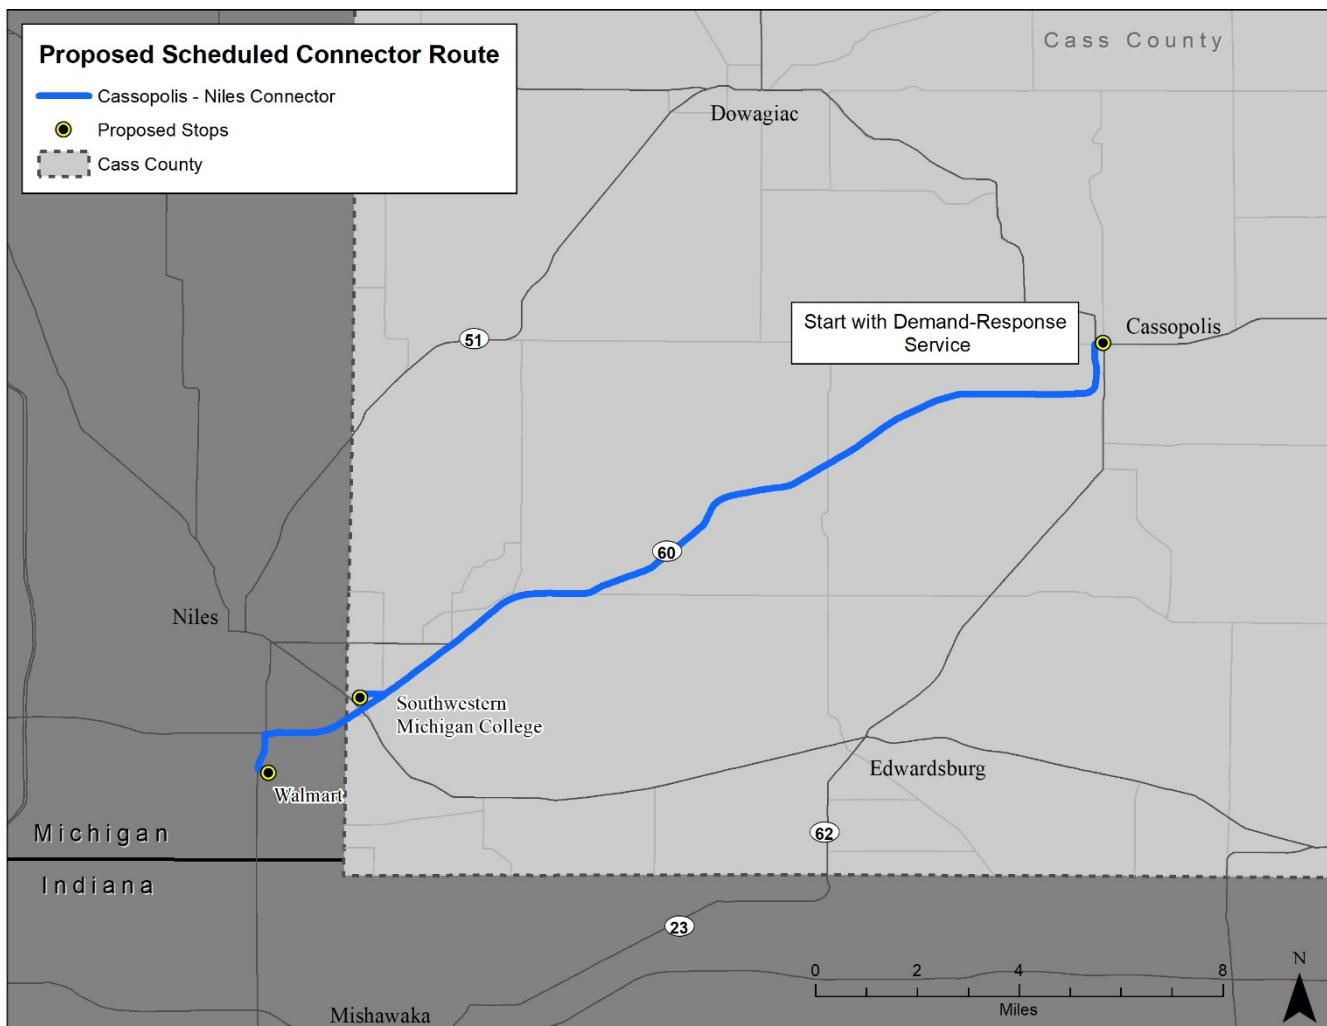 Proposed Scheduled Connector Route
Cassopolis - Niles Connector
Proposed Stops
Cass County
Cass County
Dowagiac
51
Start with Demand-Response
Service
Cassopolis
60
Niles
Southwestern
Michigan College
Walmart
Edwardsburg
Michigan
62
Indiana
23
0 2 4 8
Miles
N
Mishawaka